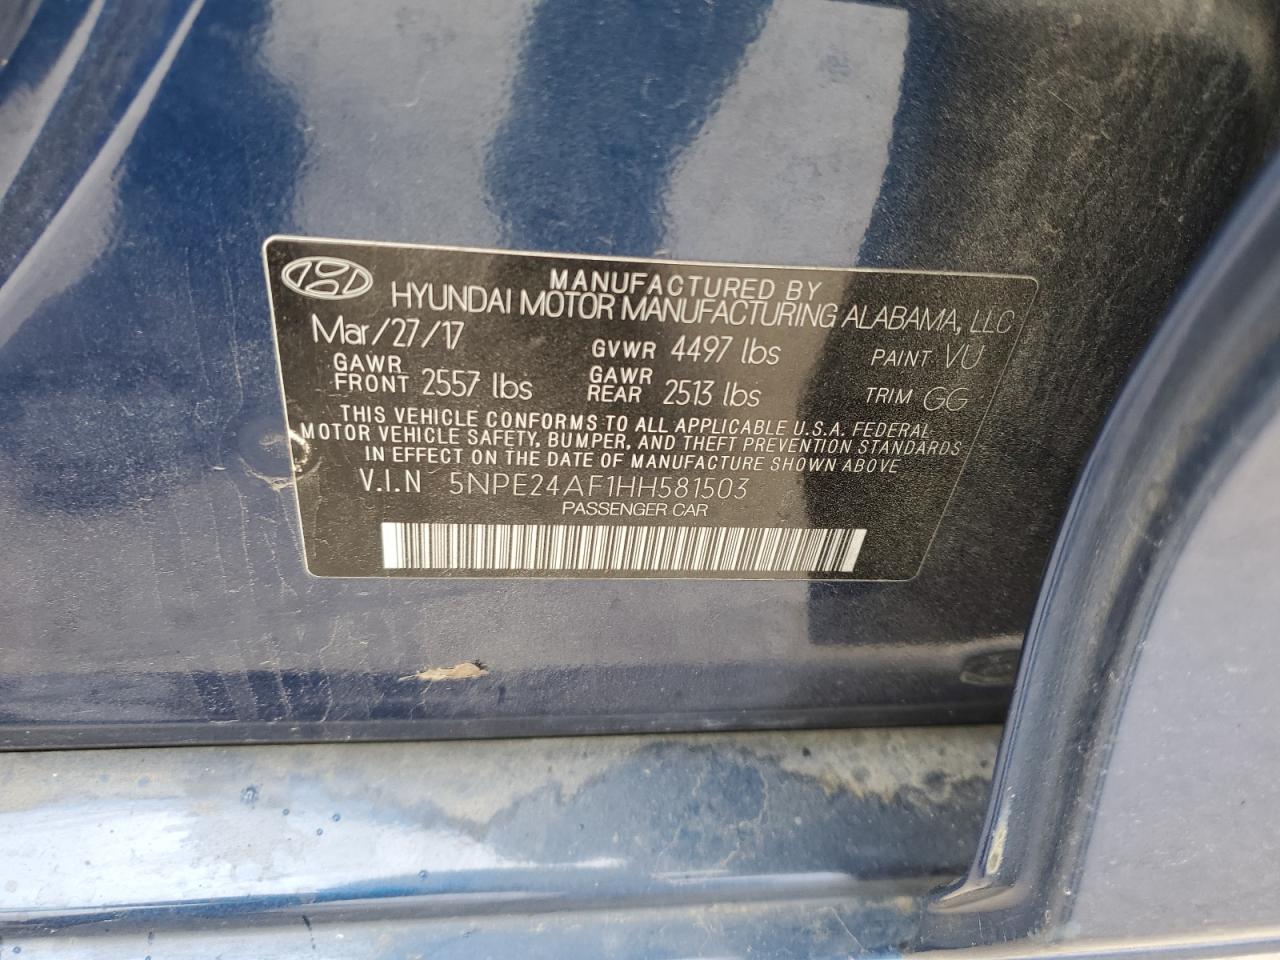 MANUFACTURED BY
HYUNDAI MOTOR MANUFACTURING ALABAMA, LLC
Mar/27/17 GVWR 4497 lbs PAINT VU
GAWR FRONT 2557 lbs GAWR REAR 2513 lbs TRIM GG
THIS VEHICLE CONFORMS TO ALL APPLICABLE U.S.A. FEDERAL
MOTOR VEHICLE SAFETY, BUMPER, AND THEFT PREVENTION STANDARDS
IN EFFECT ON THE DATE OF MANUFACTURE SHOWN ABOVE
V.I.N 5NPE24AF1HH581503
PASSENGER CAR